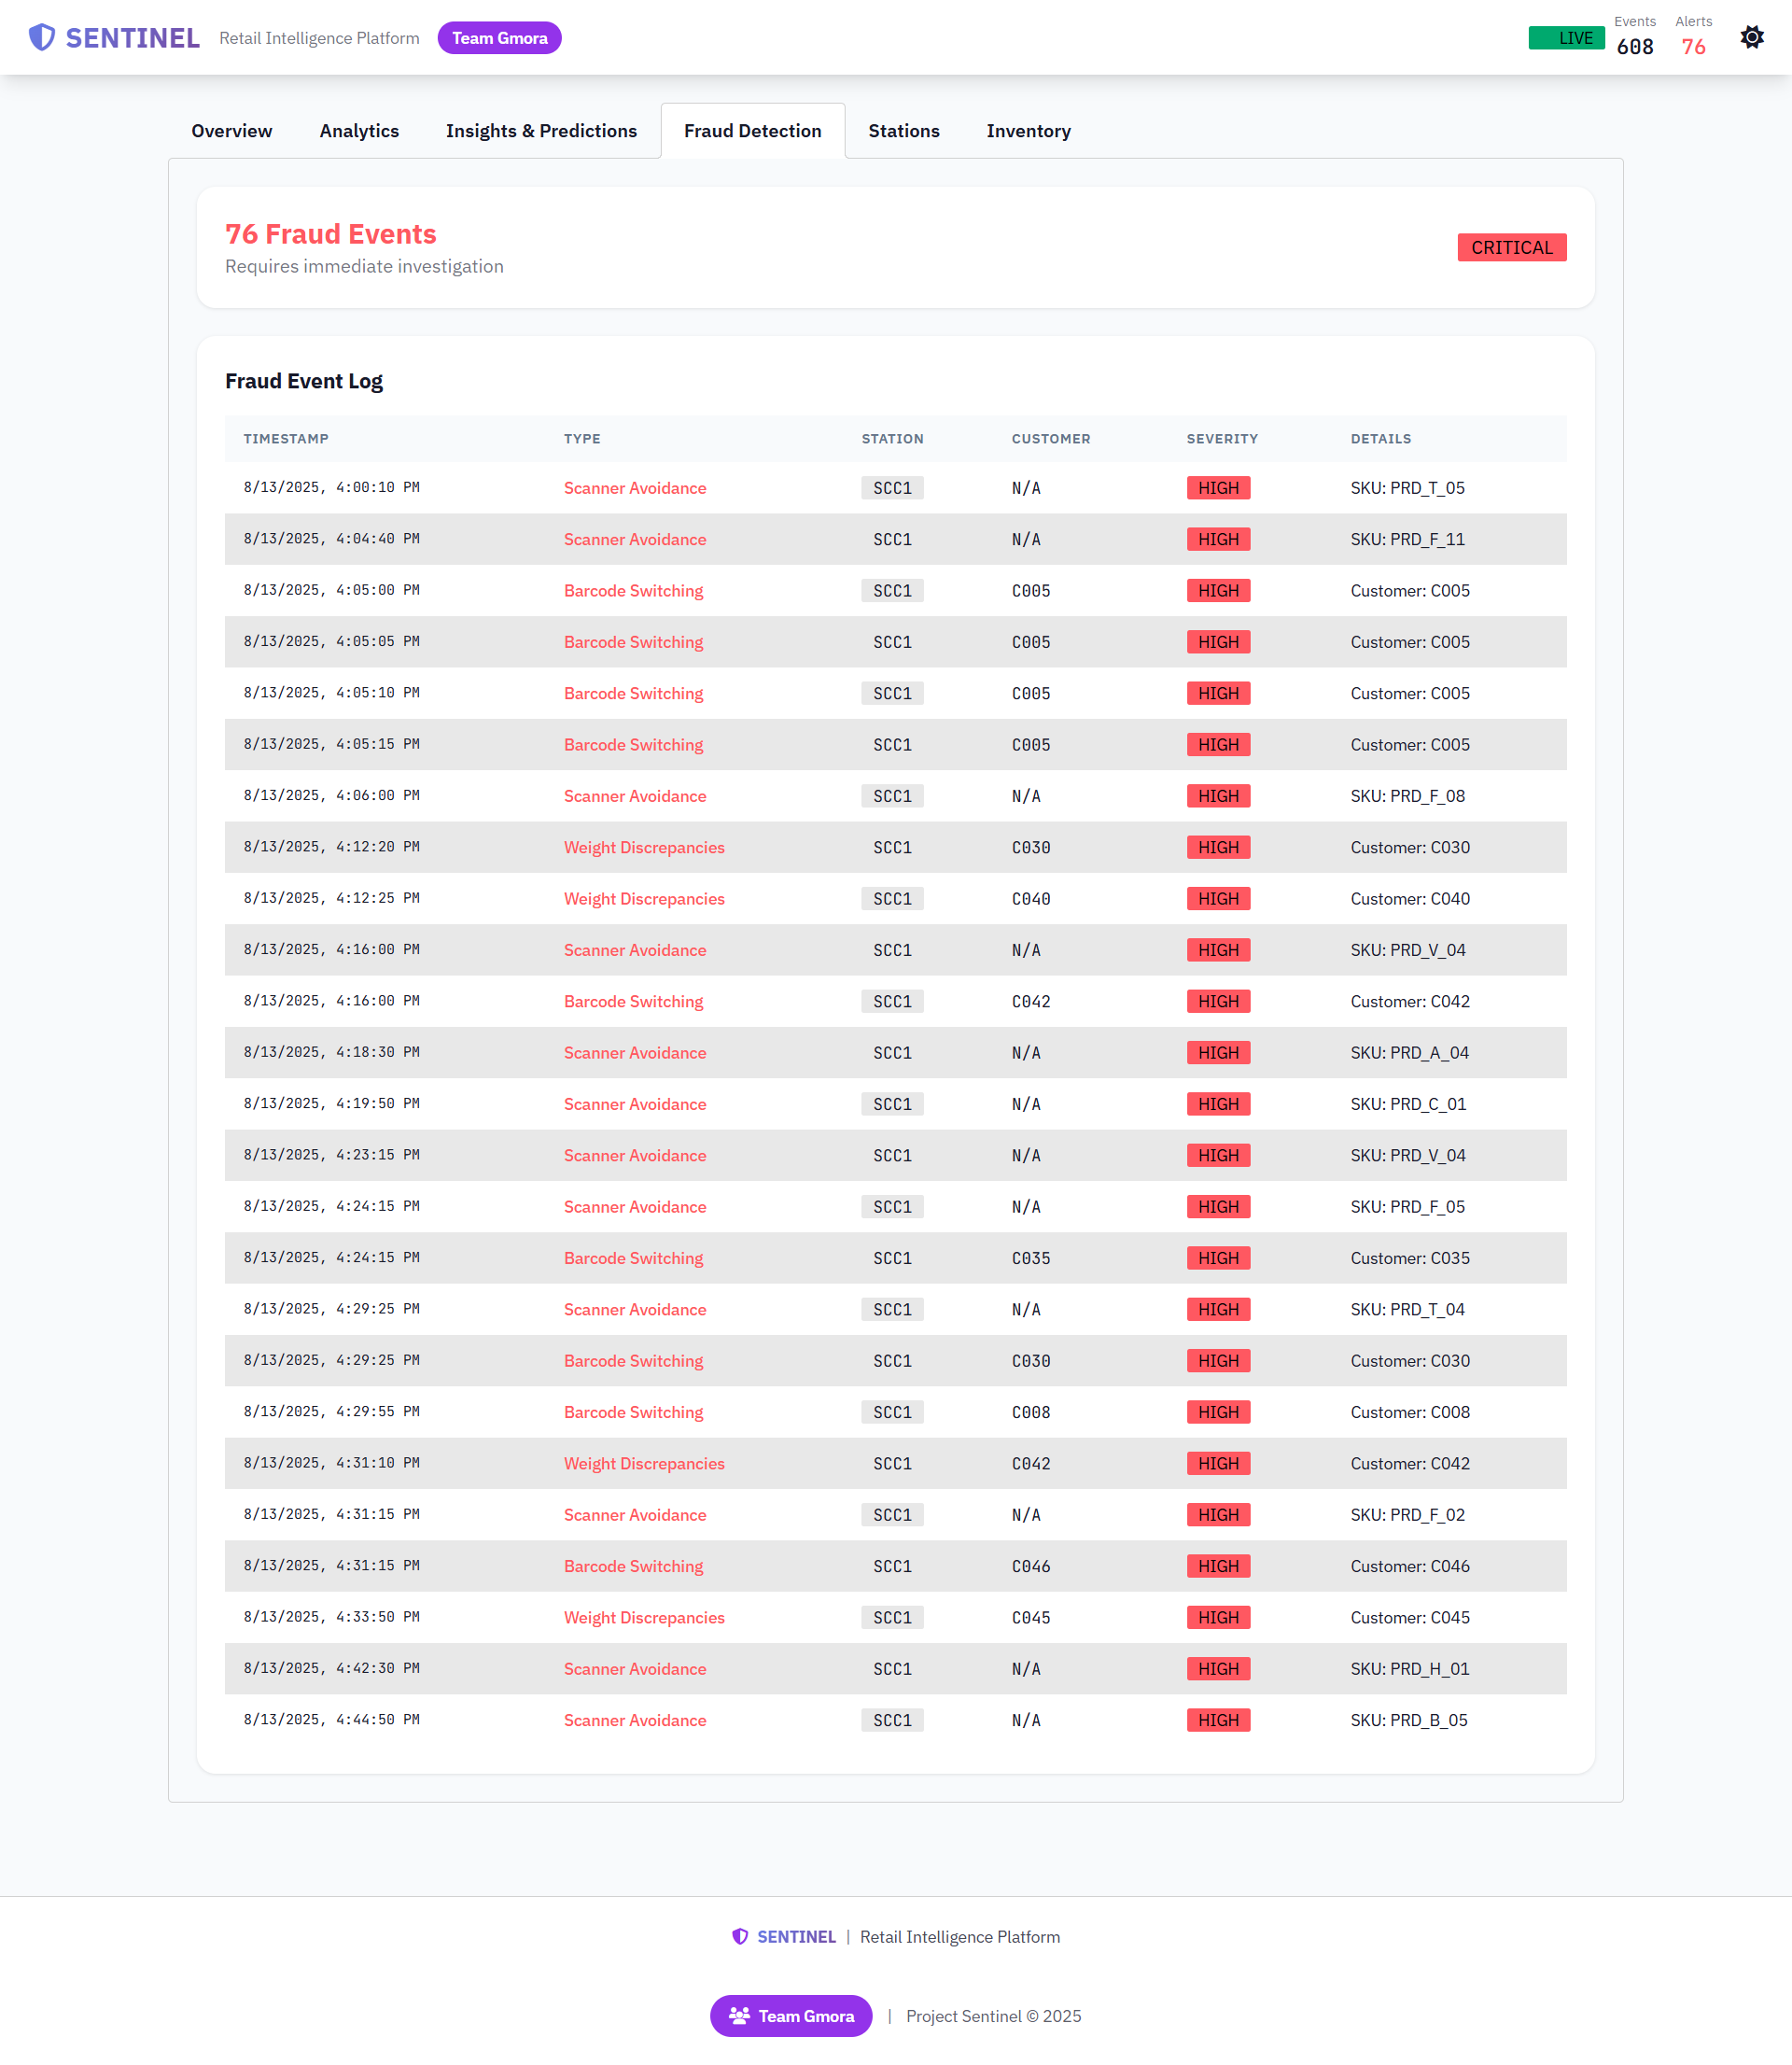 SENTINEL Retail Intelligence Platform Team Gmora LIVE Events 608 Alerts 76
Overview Analytics Insights & Predictions Fraud Detection Stations Inventory
76 Fraud Events
Requires immediate investigation
CRITICAL
Fraud Event Log
TIMESTAMP TYPE STATION CUSTOMER SEVERITY DETAILS
8/13/2025, 4:00:10 PM Scanner Avoidance SCC1 N/A HIGH SKU: PRD_T_05
8/13/2025, 4:04:40 PM Scanner Avoidance SCC1 N/A HIGH SKU: PRD_F_11
8/13/2025, 4:05:00 PM Barcode Switching SCC1 C005 HIGH Customer: C005
8/13/2025, 4:05:05 PM Barcode Switching SCC1 C005 HIGH Customer: C005
8/13/2025, 4:05:10 PM Barcode Switching SCC1 C005 HIGH Customer: C005
8/13/2025, 4:05:15 PM Barcode Switching SCC1 C005 HIGH Customer: C005
8/13/2025, 4:06:00 PM Scanner Avoidance SCC1 N/A HIGH SKU: PRD_F_08
8/13/2025, 4:12:20 PM Weight Discrepancies SCC1 C030 HIGH Customer: C030
8/13/2025, 4:12:25 PM Weight Discrepancies SCC1 C040 HIGH Customer: C040
8/13/2025, 4:16:00 PM Scanner Avoidance SCC1 N/A HIGH SKU: PRD_V_04
8/13/2025, 4:16:00 PM Barcode Switching SCC1 C042 HIGH Customer: C042
8/13/2025, 4:18:30 PM Scanner Avoidance SCC1 N/A HIGH SKU: PRD_A_04
8/13/2025, 4:19:50 PM Scanner Avoidance SCC1 N/A HIGH SKU: PRD_C_01
8/13/2025, 4:23:15 PM Scanner Avoidance SCC1 N/A HIGH SKU: PRD_V_04
8/13/2025, 4:24:15 PM Scanner Avoidance SCC1 N/A HIGH SKU: PRD_F_05
8/13/2025, 4:24:15 PM Barcode Switching SCC1 C035 HIGH Customer: C035
8/13/2025, 4:29:25 PM Scanner Avoidance SCC1 N/A HIGH SKU: PRD_T_04
8/13/2025, 4:29:25 PM Barcode Switching SCC1 C030 HIGH Customer: C030
8/13/2025, 4:29:55 PM Barcode Switching SCC1 C008 HIGH Customer: C008
8/13/2025, 4:31:10 PM Weight Discrepancies SCC1 C042 HIGH Customer: C042
8/13/2025, 4:31:15 PM Scanner Avoidance SCC1 N/A HIGH SKU: PRD_F_02
8/13/2025, 4:31:15 PM Barcode Switching SCC1 C046 HIGH Customer: C046
8/13/2025, 4:33:50 PM Weight Discrepancies SCC1 C045 HIGH Customer: C045
8/13/2025, 4:42:30 PM Scanner Avoidance SCC1 N/A HIGH SKU: PRD_H_01
8/13/2025, 4:44:50 PM Scanner Avoidance SCC1 N/A HIGH SKU: PRD_B_05
SENTINEL | Retail Intelligence Platform
Team Gmora | Project Sentinel © 2025